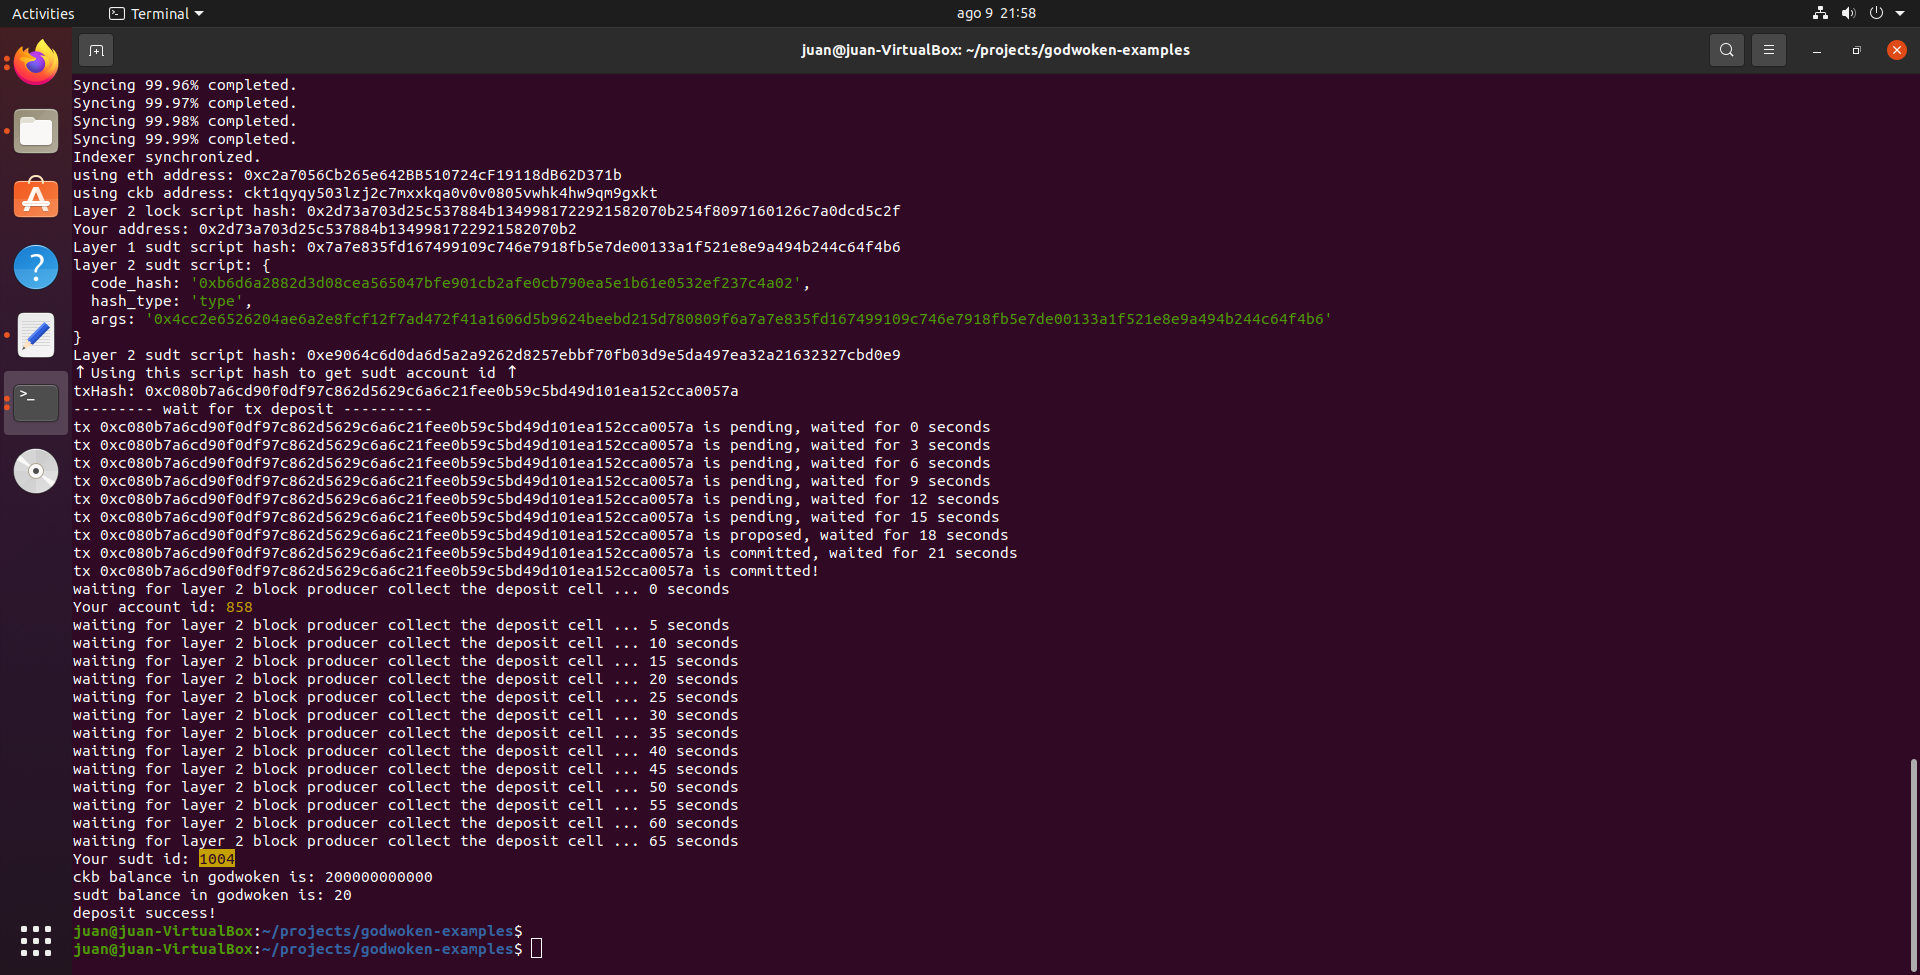 Activities
Terminal
ago 9 21:58
juan@juan-VirtualBox: ~/projects/godwoken-examples
Syncing 99.96% completed.
Syncing 99.97% completed.
Syncing 99.98% completed.
Syncing 99.99% completed.
Indexer synchronized.
using eth address: 0xc2a7056Cb265e642BB510724cF19118dB62D371b
using ckb address: ckt1qyqy503lzj2c7mxxkqa0v0v0805vwhk4hw9qm9gxkt
Layer 2 lock script hash: 0x2d73a703d25c537884b1349981722921582070b254f8097160126c7a0dcd5c2f
Your address: 0x2d73a703d25c537884b1349981722921582070b2
Layer 1 sudt script hash: 0x7a7e835fd167499109c746e7918fb5e7de00133a1f521e8e9a494b244c64f4b6
layer 2 sudt script: {
  code_hash: '0xb6d6a2882d3d08cea565047bfe901cb2afe0cb790ea5e1b61e0532ef237c4a02',
  hash_type: 'type',
  args: '0x4cc2e6526204ae6a2e8fcf12f7ad472f41a1606d5b9624beebd215d780809f6a7a7e835fd167499109c746e7918fb5e7de00133a1f521e8e9a494b244c64f4b6'
}
Layer 2 sudt script hash: 0xe9064c6d0da6d5a2a9262d8257ebbf70fb03d9e5da497ea32a21632327cbd0e9
↑ Using this script hash to get sudt account id ↑
txHash: 0xc080b7a6cd90f0df97c862d5629c6a6c21fee0b59c5bd49d101ea152cca0057a
--------- wait for tx deposit ----------
tx 0xc080b7a6cd90f0df97c862d5629c6a6c21fee0b59c5bd49d101ea152cca0057a is pending, waited for 0 seconds
tx 0xc080b7a6cd90f0df97c862d5629c6a6c21fee0b59c5bd49d101ea152cca0057a is pending, waited for 3 seconds
tx 0xc080b7a6cd90f0df97c862d5629c6a6c21fee0b59c5bd49d101ea152cca0057a is pending, waited for 6 seconds
tx 0xc080b7a6cd90f0df97c862d5629c6a6c21fee0b59c5bd49d101ea152cca0057a is pending, waited for 9 seconds
tx 0xc080b7a6cd90f0df97c862d5629c6a6c21fee0b59c5bd49d101ea152cca0057a is pending, waited for 12 seconds
tx 0xc080b7a6cd90f0df97c862d5629c6a6c21fee0b59c5bd49d101ea152cca0057a is pending, waited for 15 seconds
tx 0xc080b7a6cd90f0df97c862d5629c6a6c21fee0b59c5bd49d101ea152cca0057a is proposed, waited for 18 seconds
tx 0xc080b7a6cd90f0df97c862d5629c6a6c21fee0b59c5bd49d101ea152cca0057a is committed, waited for 21 seconds
tx 0xc080b7a6cd90f0df97c862d5629c6a6c21fee0b59c5bd49d101ea152cca0057a is committed!
waiting for layer 2 block producer collect the deposit cell ... 0 seconds
Your account id: 858
waiting for layer 2 block producer collect the deposit cell ... 5 seconds
waiting for layer 2 block producer collect the deposit cell ... 10 seconds
waiting for layer 2 block producer collect the deposit cell ... 15 seconds
waiting for layer 2 block producer collect the deposit cell ... 20 seconds
waiting for layer 2 block producer collect the deposit cell ... 25 seconds
waiting for layer 2 block producer collect the deposit cell ... 30 seconds
waiting for layer 2 block producer collect the deposit cell ... 35 seconds
waiting for layer 2 block producer collect the deposit cell ... 40 seconds
waiting for layer 2 block producer collect the deposit cell ... 45 seconds
waiting for layer 2 block producer collect the deposit cell ... 50 seconds
waiting for layer 2 block producer collect the deposit cell ... 55 seconds
waiting for layer 2 block producer collect the deposit cell ... 60 seconds
waiting for layer 2 block producer collect the deposit cell ... 65 seconds
Your sudt id: 1004
ckb balance in godwoken is: 200000000000
sudt balance in godwoken is: 20
deposit success!
juan@juan-VirtualBox:~/projects/godwoken-examples$
juan@juan-VirtualBox:~/projects/godwoken-examples$